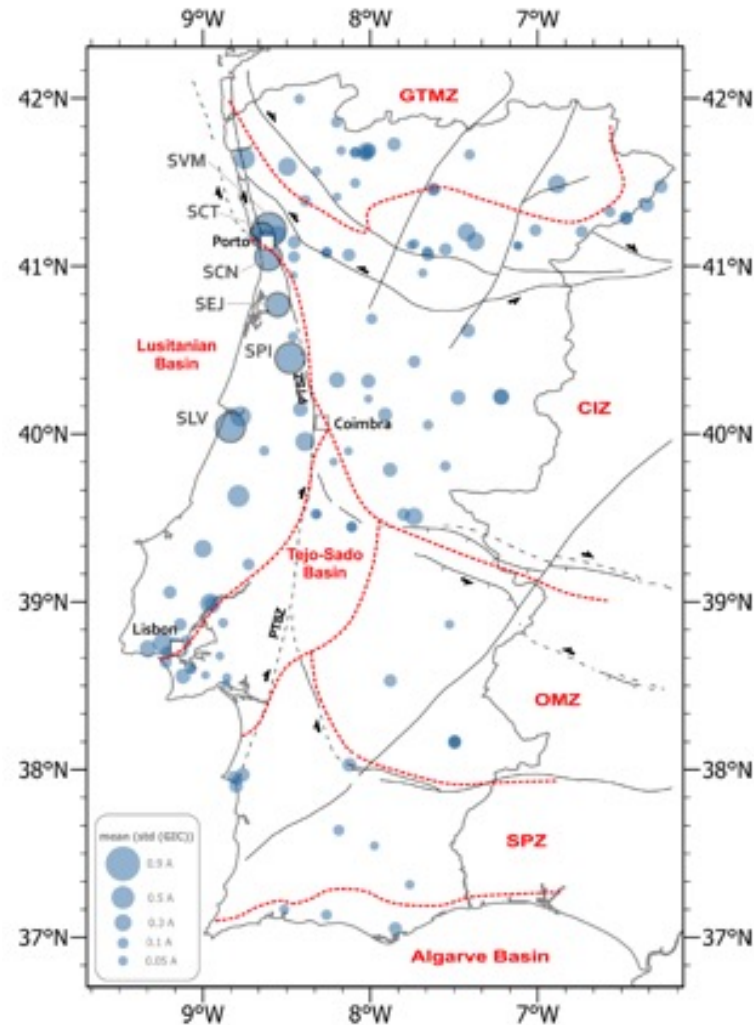 9°W 8°W 7°W
42°N 42°N
GTMZ
SVM
SCT
Porto
41°N 41°N
SCN
SEJ
Lusitanian
Basin
SPI
PTSZ
CIZ
SLV
Coimbra
40°N 40°N
Tejo-Sado
Basin
39°N 39°N
Lisbon
PTSZ
OMZ
38°N 38°N
mean (std (GIC))
0.9 A
0.5 A
0.3 A
0.1 A
0.05 A
SPZ
37°N 37°N
Algarve Basin
9°W 8°W 7°W